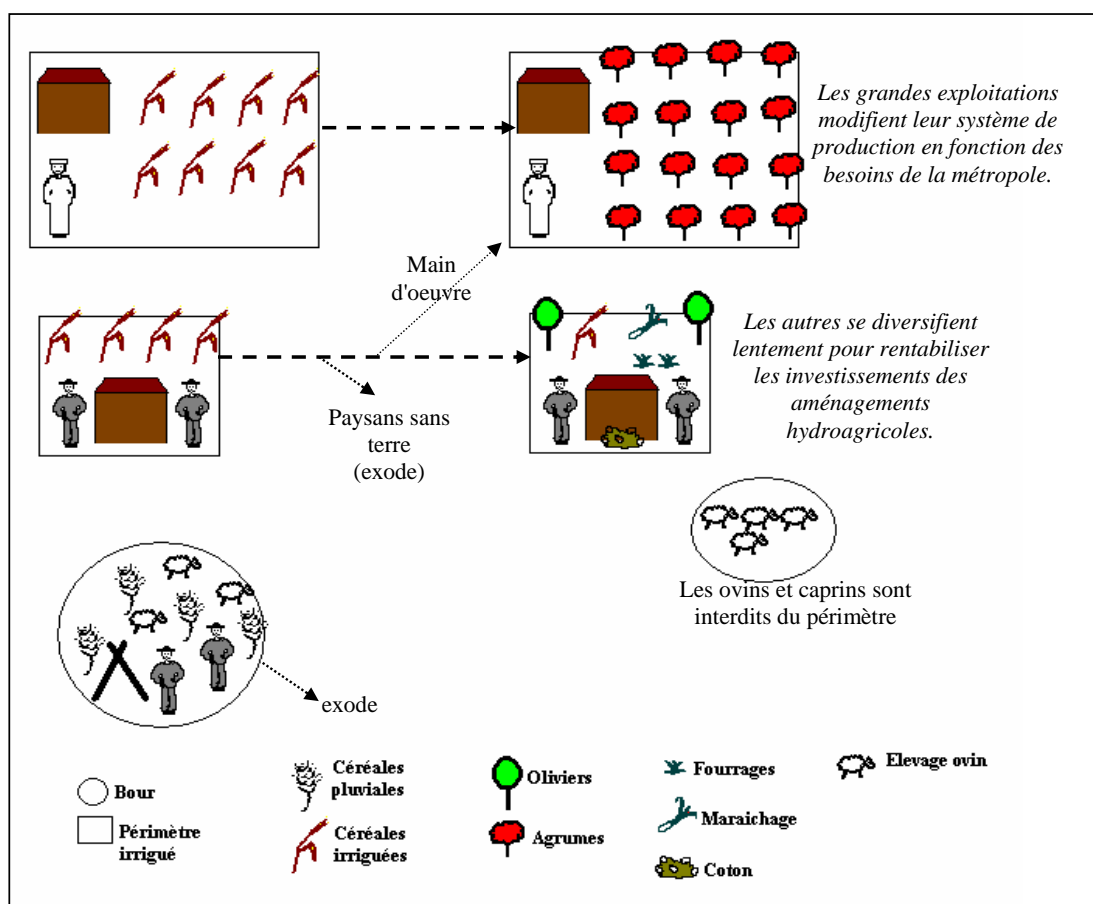 Les grandes exploitations
modifient leur système de
production en fonction des
besoins de la métropole.
Main
d'oeuvre
Les autres se diversifient
lentement pour rentabiliser
les investissements des
aménagements
hydroagricoles.
Paysans sans
terre
(exode)
Les ovins et caprins sont
interdits du périmètre
exode
Bour
Périmètre
irrigué
Céréales
pluviales
Céréales
irriguées
Oliviers
Agrumes
Fourrages
Maraichage
Coton
Elevage ovin